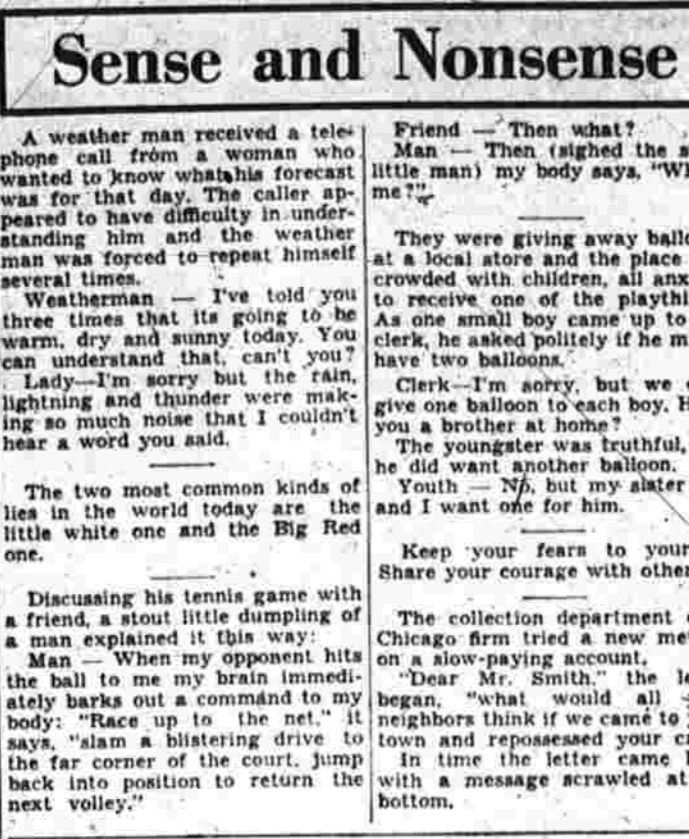 Sense and Nonsense
A weather man received a tele-
phone call from a woman who
wanted to know what his forecast
was for that day. The caller ap-
peared to have difficulty in under-
standing him and the weather
man was forced to repeat himself
several times.
Weatherman — I've told you
three times that its going to be
warm, dry and sunny today. You
can understand that, can't you?
Lady—I'm sorry but the rain,
lightning and thunder were mak-
ing so much noise that I couldn't
hear a word you said.
The two most common kinds of
lies in the world today are the
little white one and the Big Red
one.
Discussing his tennis game with
a friend, a stout little dumpling of
a man explained it this way:
Man — When my opponent hits
the ball to me my brain immedi-
ately barks out a command to my
body: "Race up to the net," it
says, "slam a blistering drive to
the far corner of the court, jump
back into position to return the
next volley."
Friend — Then what?
Man — Then (sighed the
little man) my body says,
me?"
They were giving away
at a local store and the place
crowded with children, all
to receive one of the
As one small boy came up to
clerk, he asked politely if he
have two balloons.
Clerk—I'm sorry, but we
give one balloon to each boy.
you a brother at home?
The youngster was truthful,
he did want another balloon.
Youth — No, but my sister
and I want one for him.
Keep your fears to
Share your courage with
The collection department
Chicago firm tried a new
on a slow-paying account.
"Dear Mr. Smith," the
began, "what would all
neighbors think if we came to
town and repossessed your
In time the letter came
with a message scrawled at
bottom.